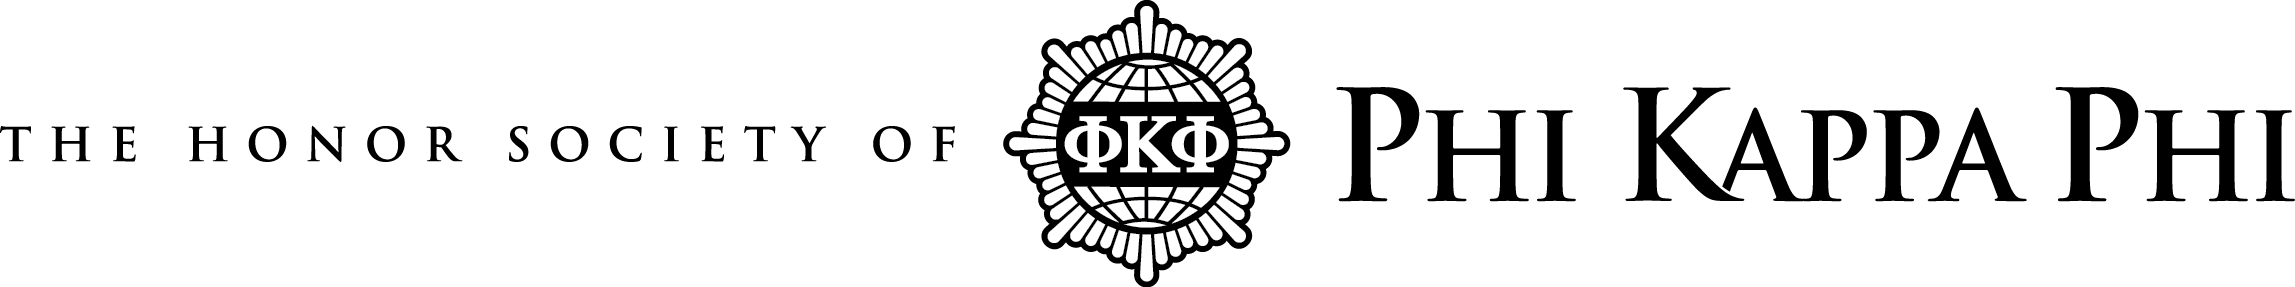 THE HONOR SOCIETY OF ΦΚΦ PHI KAPPA PHI